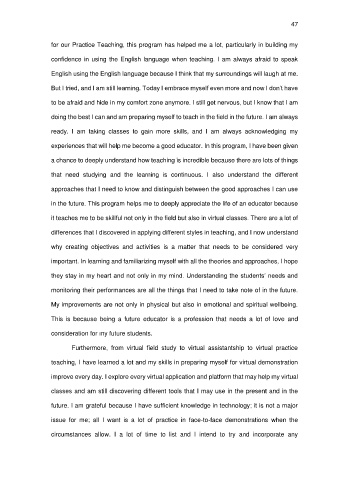 47
for our Practice Teaching, this program has helped me a lot, particularly in building my
confidence in using the English language when teaching. I am always afraid to speak
English using the English language because I think that my surroundings will laugh at me.
But I tried, and I am still learning. Today I embrace myself even more and now I don't have
to be afraid and hide in my comfort zone anymore. I still get nervous, but I know that I am
doing the best I can and am preparing myself to teach in the field in the future. I am always
ready. I am taking classes to gain more skills, and I am always acknowledging my
experiences that will help me become a good educator. In this program, I have been given
a chance to deeply understand how teaching is incredible because there are lots of things
that need studying and the learning is continuous. I also understand the different
approaches that I need to know and distinguish between the good approaches I can use
in the future. This program helps me to deeply appreciate the life of an educator because
it teaches me to be skillful not only in the field but also in virtual classes. There are a lot of
differences that I discovered in applying different styles in teaching, and I now understand
why creating objectives and activities is a matter that needs to be considered very
important. In learning and familiarizing myself with all the theories and approaches, I hope
they stay in my heart and not only in my mind. Understanding the students' needs and
monitoring their performances are all the things that I need to take note of in the future.
My improvements are not only in physical but also in emotional and spiritual wellbeing.
This is because being a future educator is a profession that needs a lot of love and
consideration for my future students.
Furthermore, from virtual field study to virtual assistantship to virtual practice
teaching, I have learned a lot and my skills in preparing myself for virtual demonstration
improve every day. I explore every virtual application and platform that may help my virtual
classes and am still discovering different tools that I may use in the present and in the
future. I am grateful because I have sufficient knowledge in technology; it is not a major
issue for me; all I want is a lot of practice in face-to-face demonstrations when the
circumstances allow. I a lot of time to list and I intend to try and incorporate any